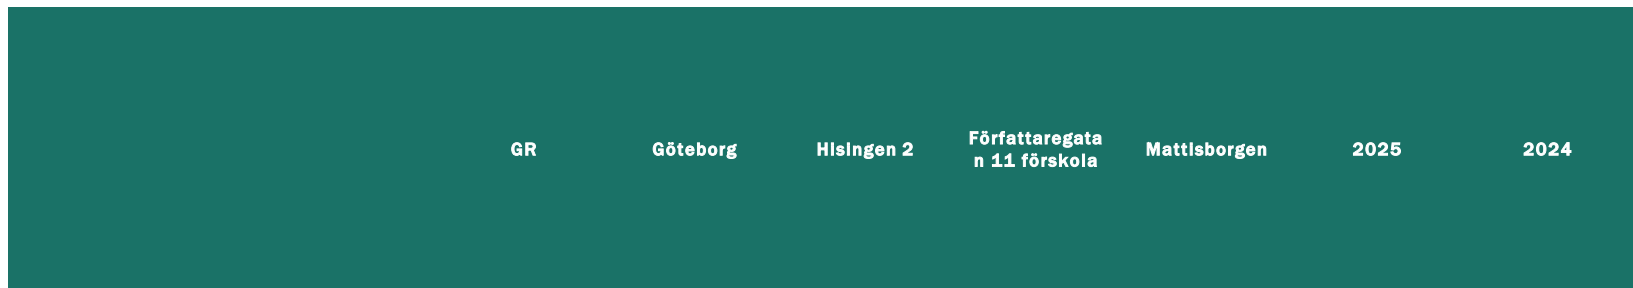 GR Göteborg Hisingen 2 Författaregata
n 11 förskola Mattisborgen 2025 2024